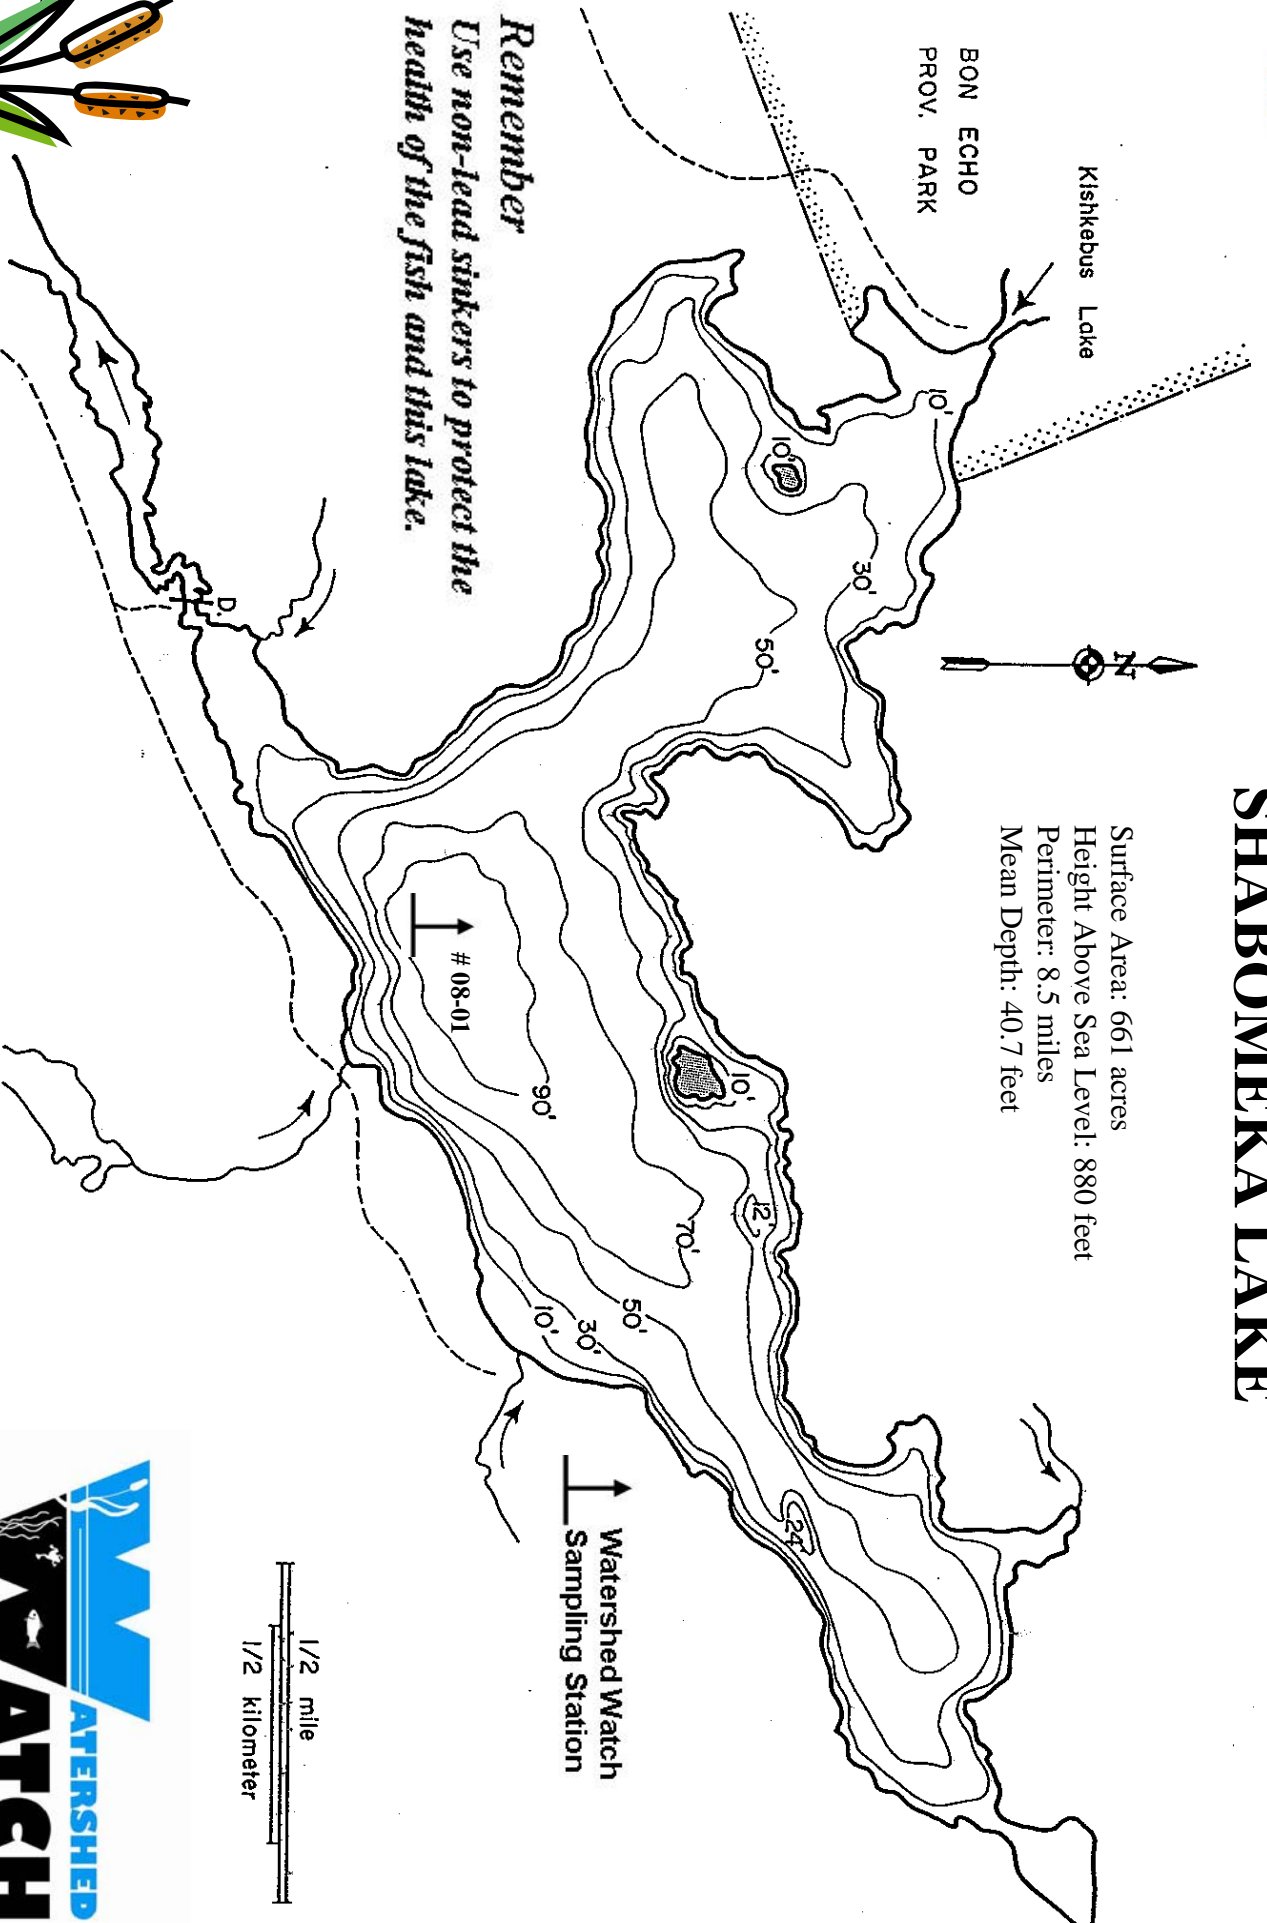 SHABOMEKA LAKE
Surface Area: 661 acres
Height Above Sea Level: 880 feet
Perimeter: 8.5 miles
Mean Depth: 40.7 feet
Kishkebus Lake
BON ECHO
PROV. PARK
N
10'
10'
30'
50'
10'
12'
70'
90'
50'
30'
10'
24'
# 08-01
D.
Remember
Use non-lead sinkers to protect the
health of the fish and this lake.
Watershed Watch
Sampling Station
1/2 mile
1/2 kilometer
WATERSHED
WATCH